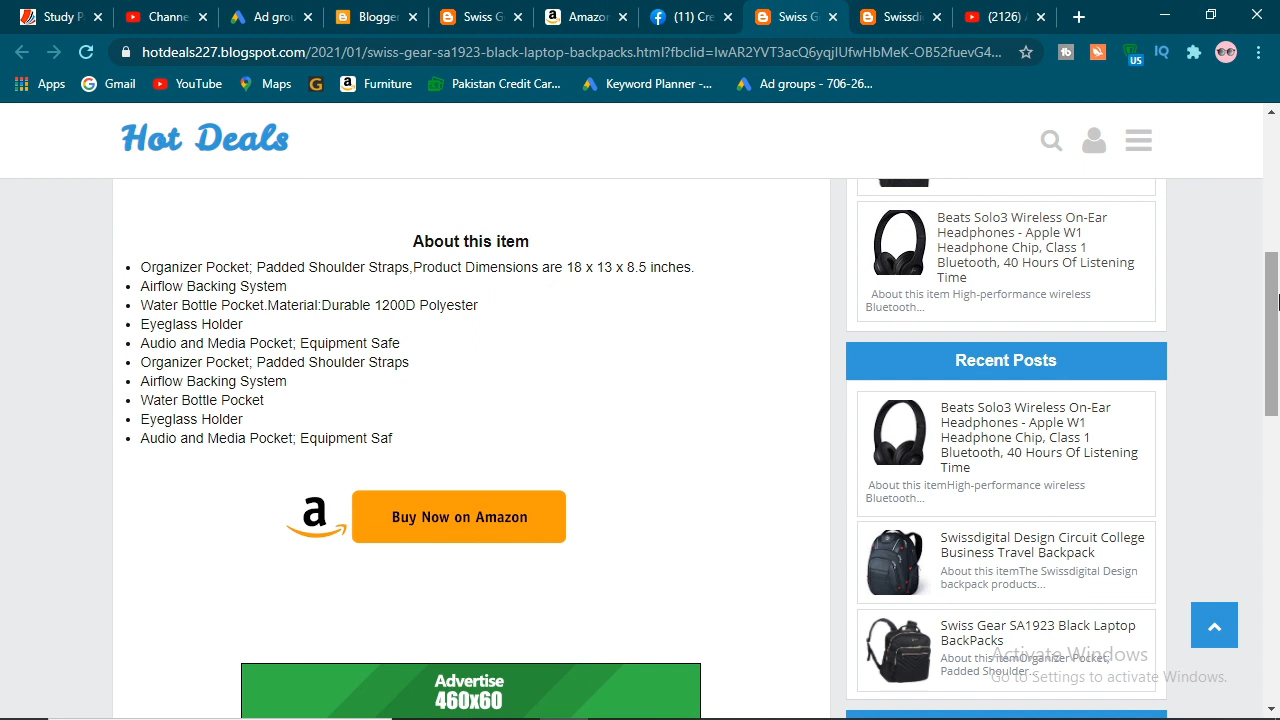 Study P
Channe
Ad grou
Blogger
Swiss G
Amazon
(11) Cre
Swiss G
Swissdi
(2126)
hotdeals227.blogspot.com/2021/01/swiss-gear-sa1923-black-laptop-backpacks.html?fbclid=IwAR2YVT3acQ6yqjIUfwHbMeK-OB52fuevG4...
US
IQ
Apps
Gmail
YouTube
Maps
Furniture
Pakistan Credit Car...
Keyword Planner -...
Ad groups - 706-26...
Hot Deals
About this item
Organizer Pocket; Padded Shoulder Straps,Product Dimensions are 18 x 13 x 8.5 inches.
Airflow Backing System
Water Bottle Pocket.Material:Durable 1200D Polyester
Eyeglass Holder
Audio and Media Pocket; Equipment Safe
Organizer Pocket; Padded Shoulder Straps
Airflow Backing System
Water Bottle Pocket
Eyeglass Holder
Audio and Media Pocket; Equipment Saf
a
Buy Now on Amazon
Advertise
460x60
Beats Solo3 Wireless On-Ear
Headphones - Apple W1
Headphone Chip, Class 1
Bluetooth, 40 Hours Of Listening
Time
About this item High-performance wireless
Bluetooth...
Recent Posts
Beats Solo3 Wireless On-Ear
Headphones - Apple W1
Headphone Chip, Class 1
Bluetooth, 40 Hours Of Listening
Time
About this itemHigh-performance wireless
Bluetooth...
Swissdigital Design Circuit College
Business Travel Backpack
About this itemThe Swissdigital Design
backpack products...
Swiss Gear SA1923 Black Laptop
BackPacks
About this itemOrganizer Pocket;
Padded Shoulder...
Activate Windows
Go to Settings to activate Windows.